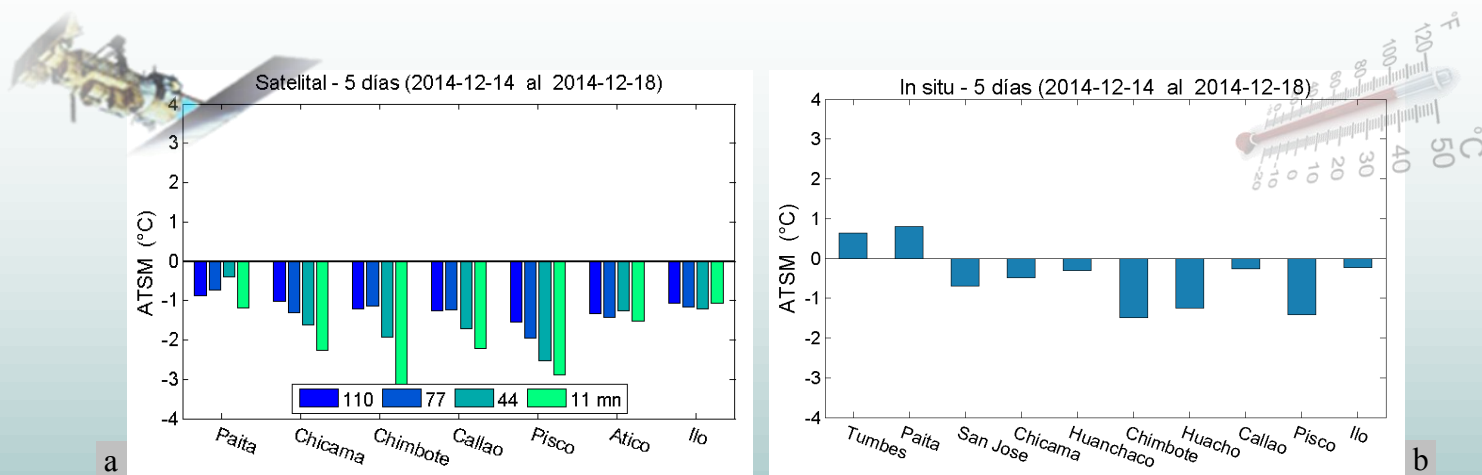 Satelital - 5 días (2014-12-14 al 2014-12-18)
4
3
2
1
0
-1
-2
-3
-4
ATSM (°C)
110 77 44 11 mn
Paita Chicama Chimbote Callao Pisco Atico Ilo
a
In situ - 5 días (2014-12-14 al 2014-12-18)
4
3
2
1
0
-1
-2
-3
-4
ATSM (°C)
Tumbes Paita San Jose Chicama Huanchaco Chimbote Huacho Callao Pisco Ilo
b
°F
120
100
80
60
°C
50
40
30
20
10
0
-10
-20